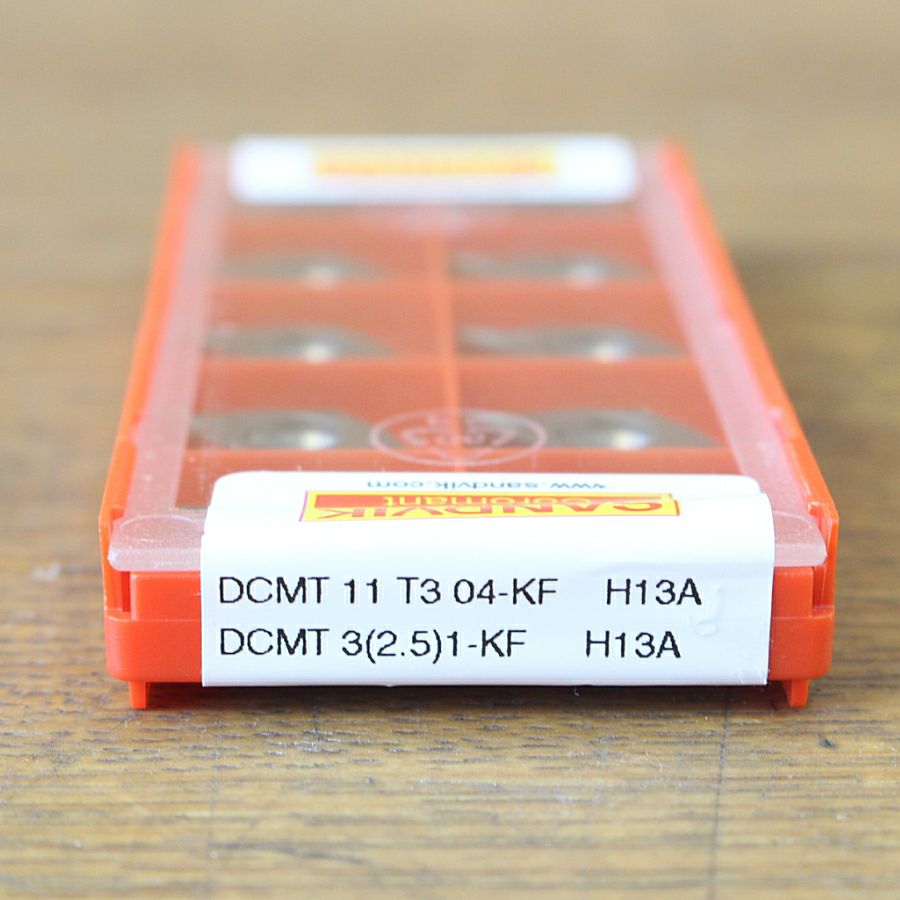 www.sandvik.com
SANDVIK
Coromant
DCMT 11 T3 04-KF H13A
DCMT 3(2.5)1-KF H13A